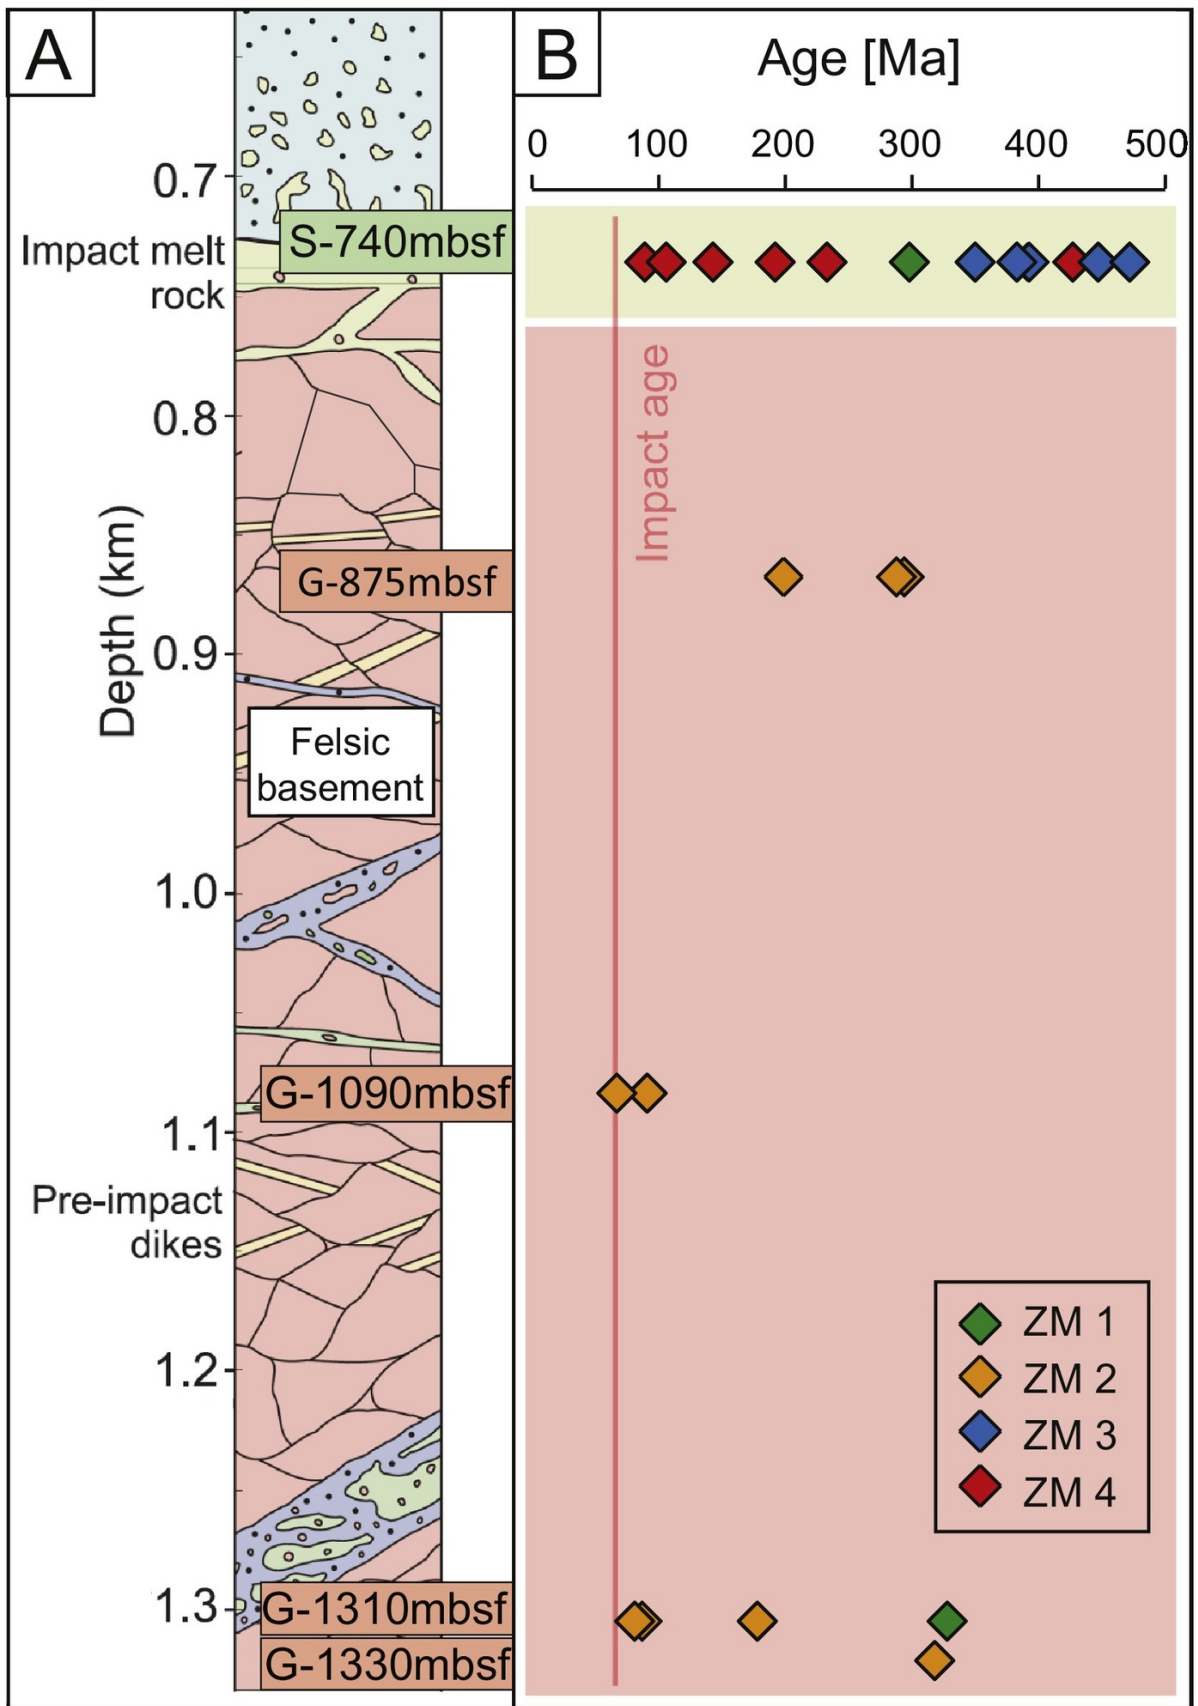 A
B
Age [Ma]
0 100 200 300 400 500
0.7
Impact melt
rock
S-740mbsf
Impact age
0.8
Depth (km)
G-875mbsf
0.9
Felsic
basement
1.0
G-1090mbsf
1.1
Pre-impact
dikes
1.2
ZM 1
ZM 2
ZM 3
ZM 4
1.3
G-1310mbsf
G-1330mbsf